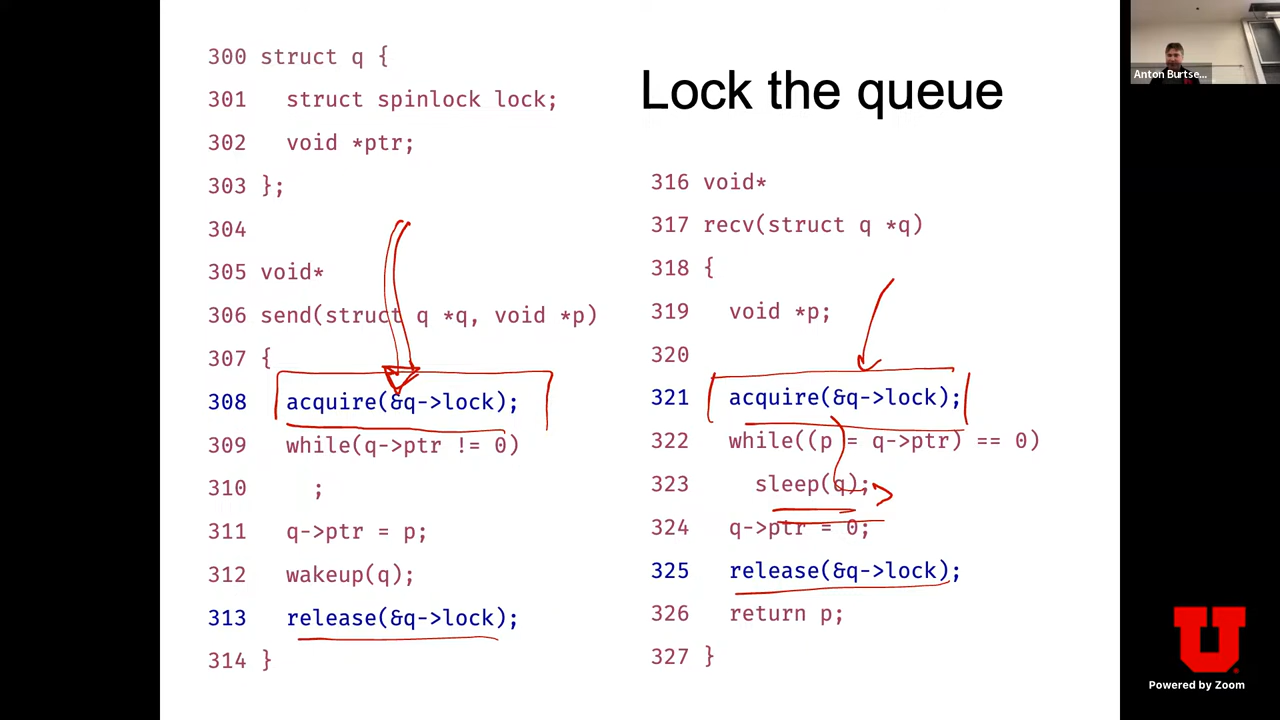 300 struct q {
301   struct spinlock lock;
302   void *ptr;
303 };
304
305 void*
306 send(struct q *q, void *p)
307 {
308   acquire(&q->lock);
309   while(q->ptr != 0)
310     ;
311   q->ptr = p;
312   wakeup(q);
313   release(&q->lock);
314 }
Lock the queue
316 void*
317 recv(struct q *q)
318 {
319   void *p;
320
321   acquire(&q->lock);
322   while((p = q->ptr) == 0)
323     sleep(q);
324   q->ptr = 0;
325   release(&q->lock);
326   return p;
327 }
Anton Burtse...
U
Powered by Zoom